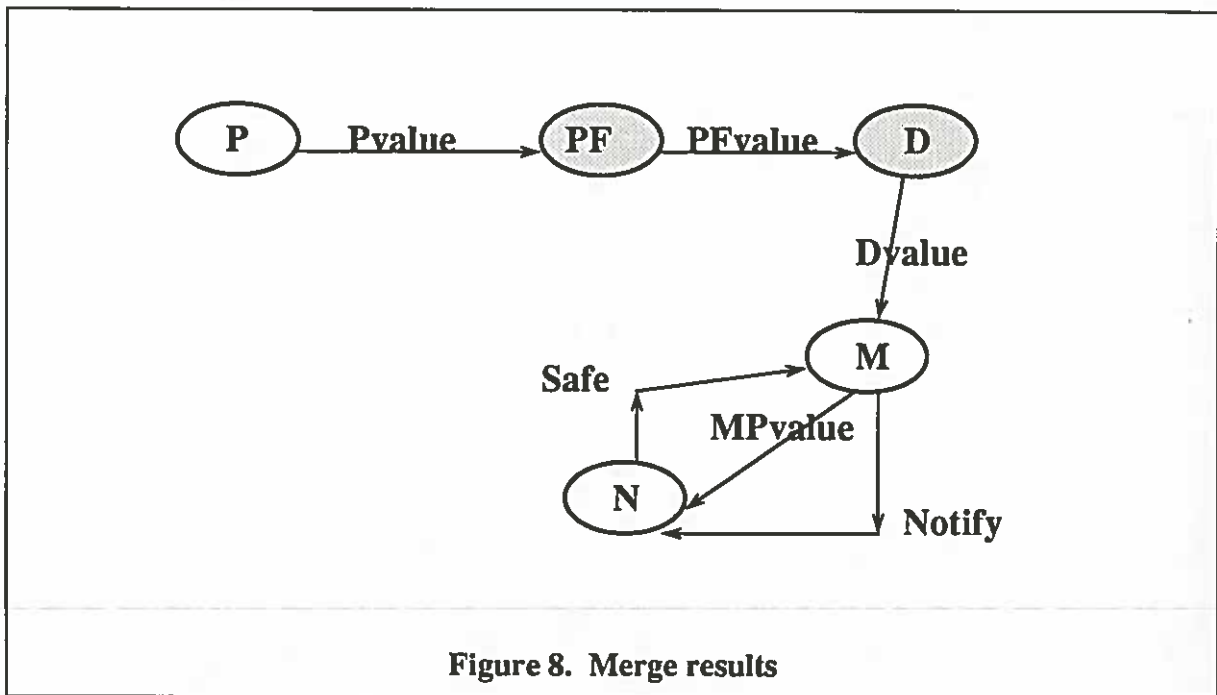 P
Pvalue
PF
PFvalue
D
Dvalue
M
Safe
MPvalue
N
Notify
Figure 8. Merge results